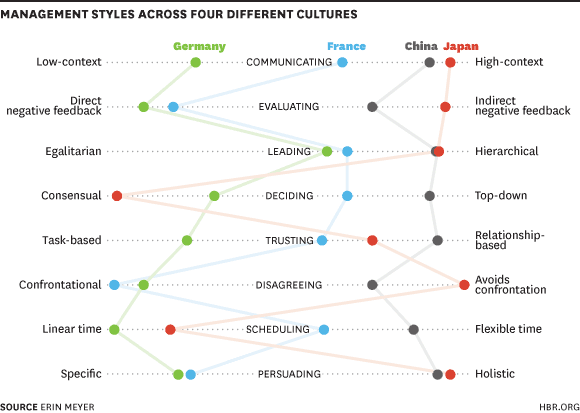 MANAGEMENT STYLES ACROSS FOUR DIFFERENT CULTURES
Germany France China Japan
Low-context COMMUNICATING High-context
Direct
negative feedback EVALUATING Indirect
negative feedback
Egalitarian LEADING Hierarchical
Consensual DECIDING Top-down
Task-based TRUSTING Relationship-
based
Confrontational DISAGREEING Avoids
confrontation
Linear time SCHEDULING Flexible time
Specific PERSUADING Holistic
SOURCE ERIN MEYER HBR.ORG